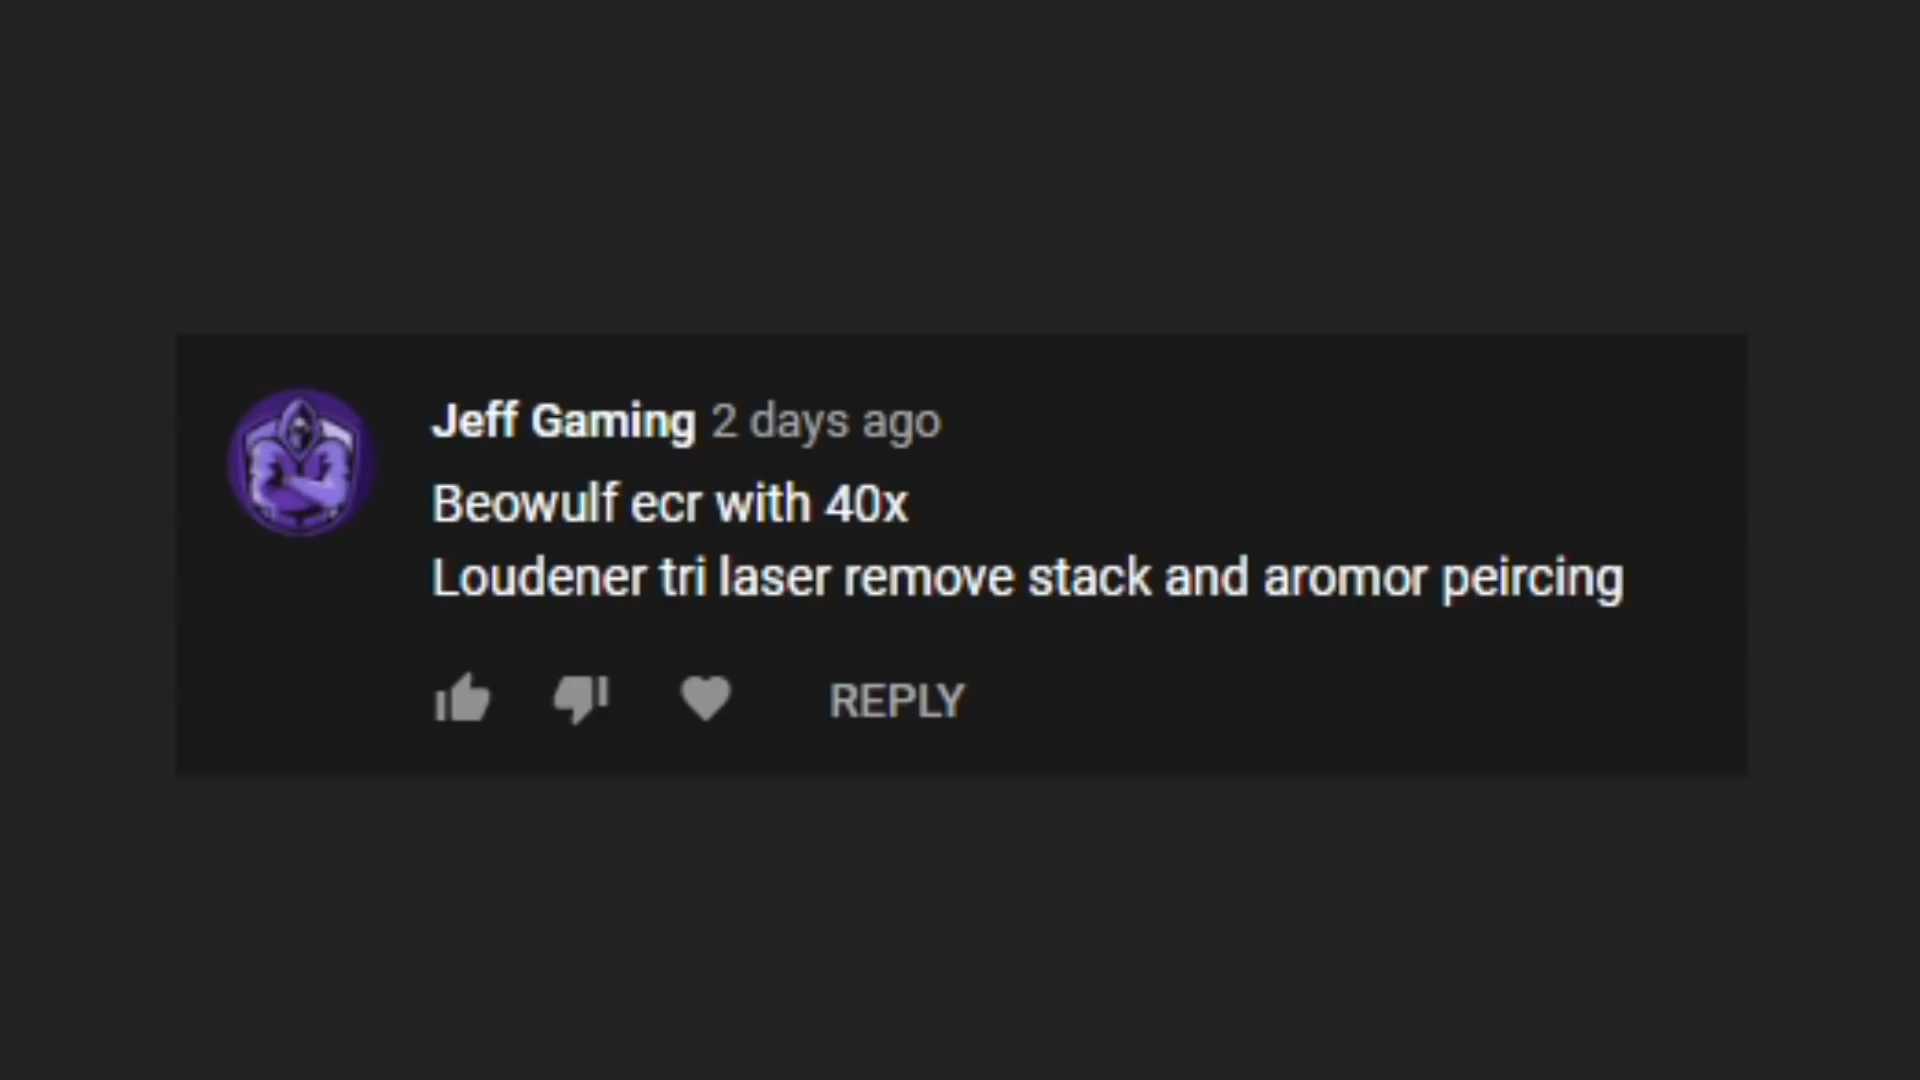 Jeff Gaming 2 days ago
Beowulf ecr with 40x
Loudener tri laser remove stack and aromor peircing
REPLY